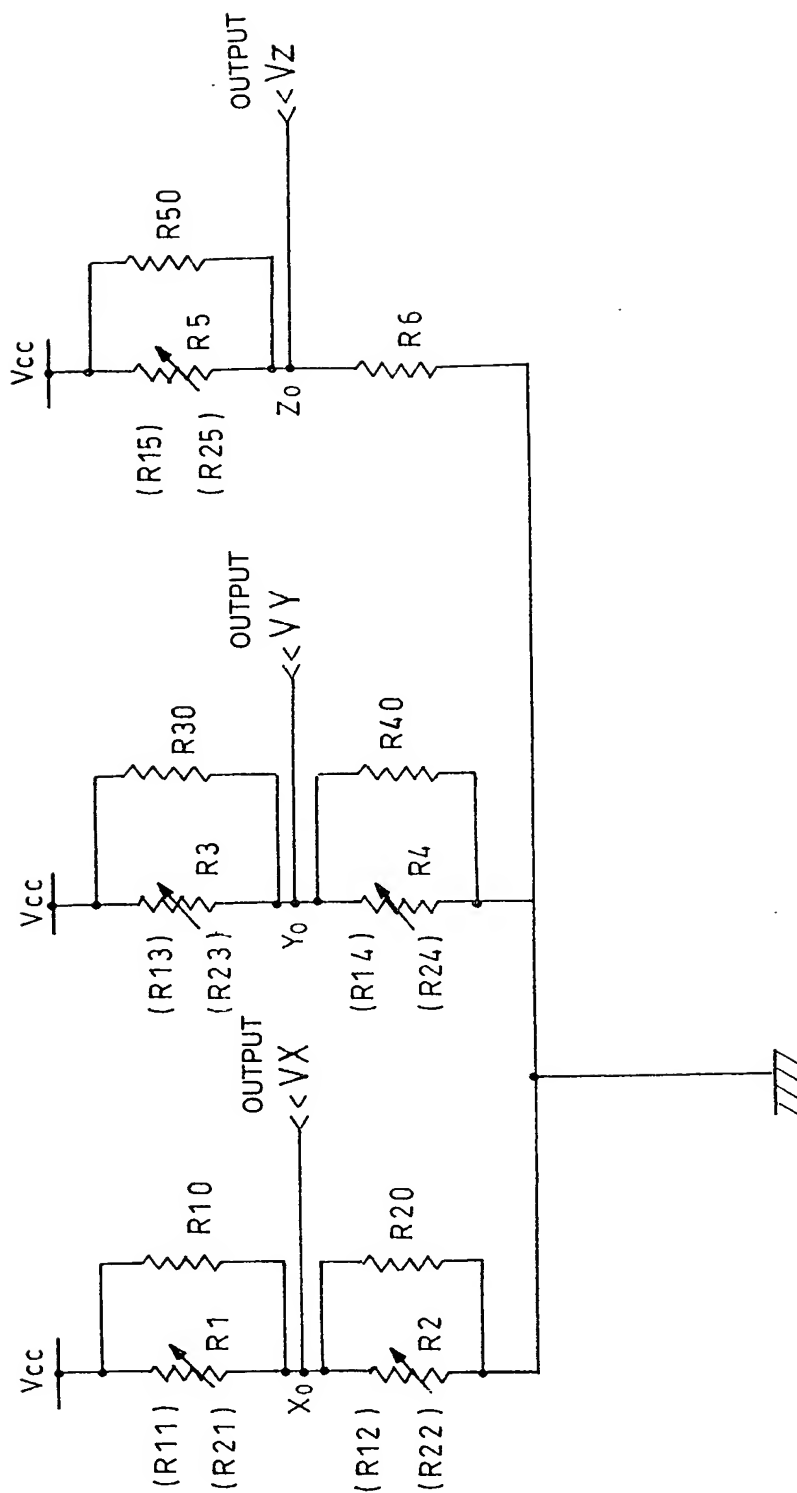 Vcc
(R11)
(R21)
R1
R10
OUTPUT
<< VX
X0
(R12)
(R22)
R2
R20
Vcc
(R13)
(R23)
R3
R30
OUTPUT
<< VY
Y0
(R14)
(R24)
R4
R40
Vcc
(R15)
(R25)
R5
R50
OUTPUT
<< VZ
Z0
R6